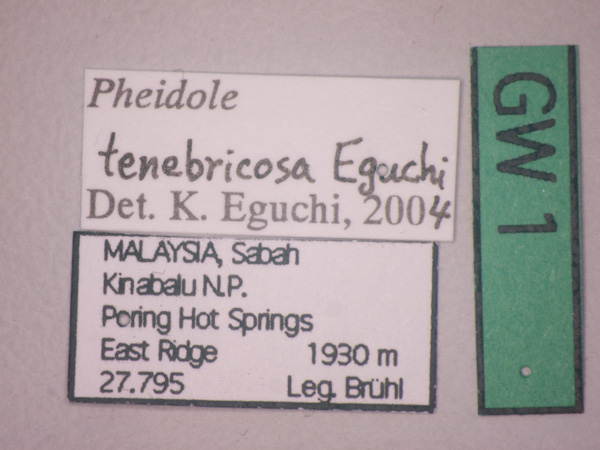 Pheidole
tenebricosa Eguchi
Det. K. Eguchi, 2004
MALAYSIA, Sabah
Kinabalu N.P.
Poring Hot Springs
East Ridge 1930 m
27.795 Leg. Brühl
GW 1